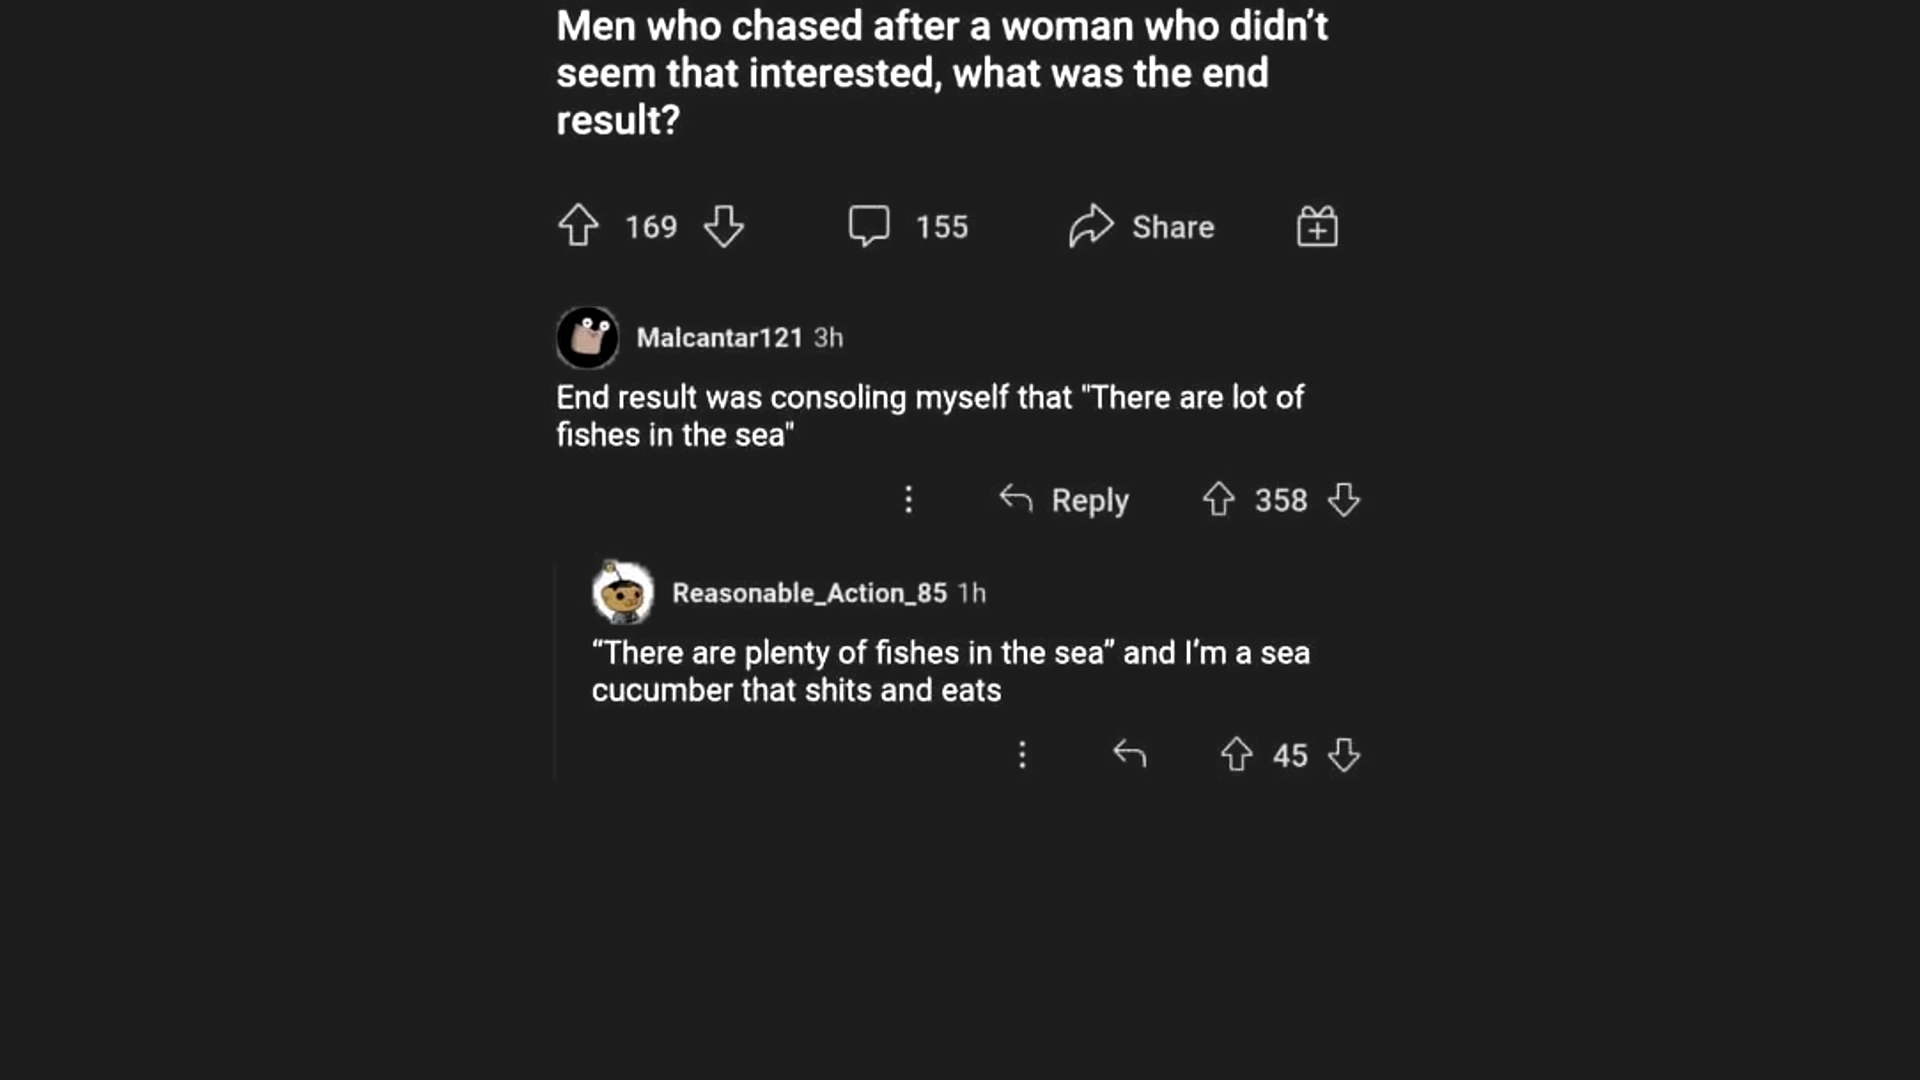 Men who chased after a woman who didn’t
seem that interested, what was the end
result?
169
155
Share
Malcantar121 3h
End result was consoling myself that "There are lot of
fishes in the sea"
Reply
358
Reasonable_Action_85 1h
“There are plenty of fishes in the sea” and I’m a sea
cucumber that shits and eats
45